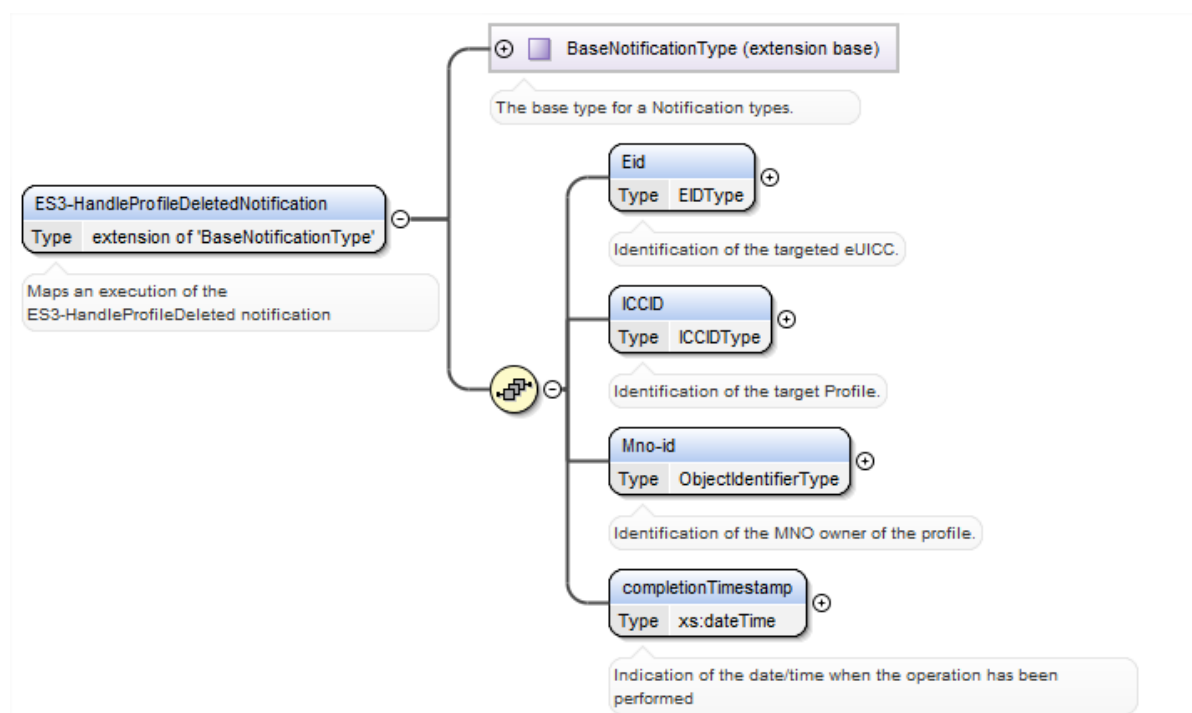 BaseNotificationType (extension base)
The base type for a Notification types.
ES3-HandleProfileDeletedNotification
Type extension of 'BaseNotificationType'
Maps an execution of the
ES3-HandleProfileDeleted notification
Eid
Type EIDType
Identification of the targeted eUICC.
ICCID
Type ICCIDType
Identification of the target Profile.
Mno-id
Type ObjectIdentifierType
Identification of the MNO owner of the profile.
completionTimestamp
Type xs:dateTime
Indication of the date/time when the operation has been
performed